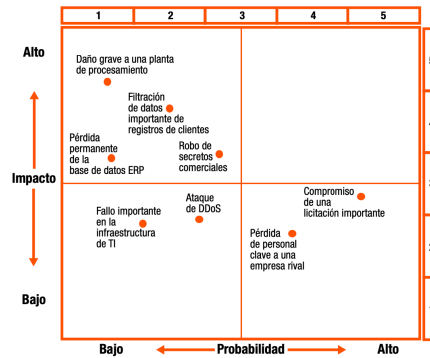 1 2 3 4 5
Alto
Daño grave a una planta
de procesamiento
Filtración
de datos
importante de
registros de clientes
Pérdida
permanente
de la
base de datos ERP
Robo de
secretos
comerciales
Impacto
Compromiso
de una
licitación importante
Ataque
de DDoS
Fallo importante
en la
infraestructura
de TI
Pérdida
de personal
clave a una
empresa rival
Bajo
Bajo Probabilidad Alto